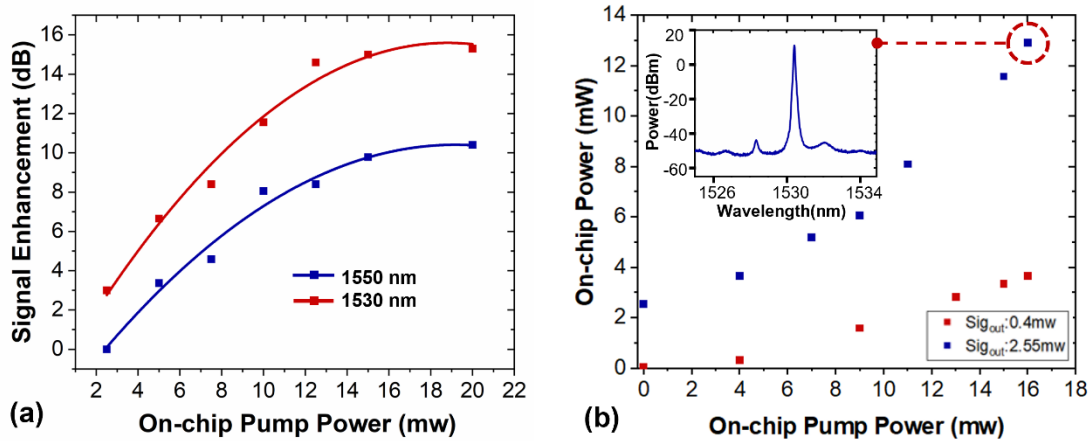 Signal Enhancement (dB)
16
14
12
10
8
6
4
2
0
1550 nm
1530 nm
2 4 6 8 10 12 14 16 18 20 22
(a)
On-chip Pump Power (mw)
b)
On-chip Power (mW)
14
12
10
8
6
4
2
0
Power(dBm)
20
0
-20
-40
-60
1526 1530 1534
Wavelength(nm)
Sigout:0.4mw
Sigout:2.55mw
0 2 4 6 8 10 12 14 16 18
(b)
On-chip Pump Power (mw)